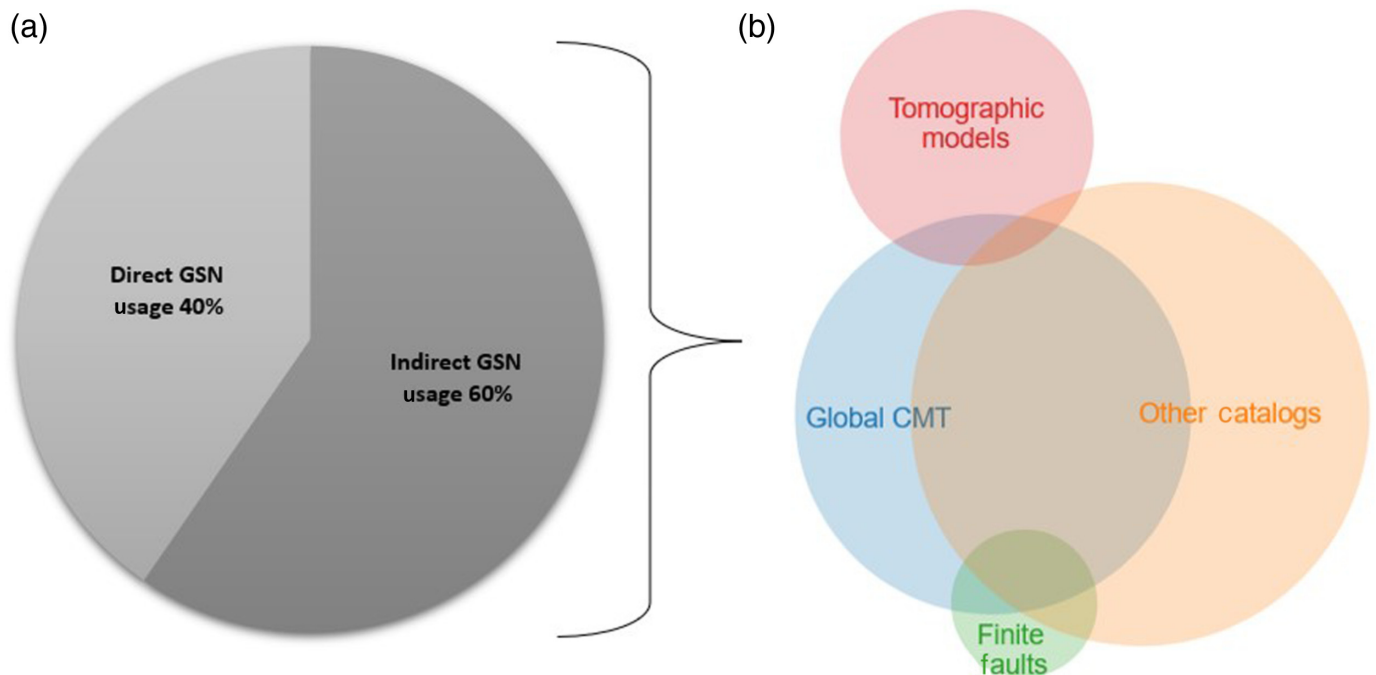 (a)
Direct GSN
usage 40%
Indirect GSN
usage 60%
(b)
Tomographic
models
Global CMT
Other catalogs
Finite
faults